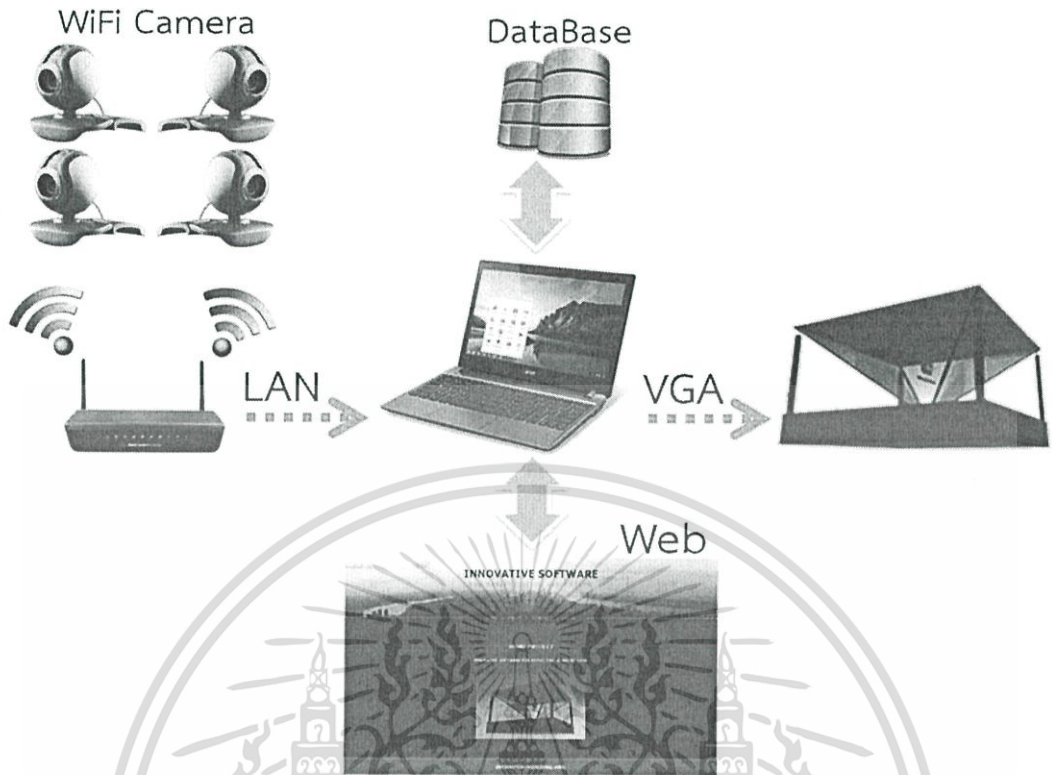 WiFi Camera
DataBase
LAN
VGA
Web
INNOVATIVE SOFTWARE